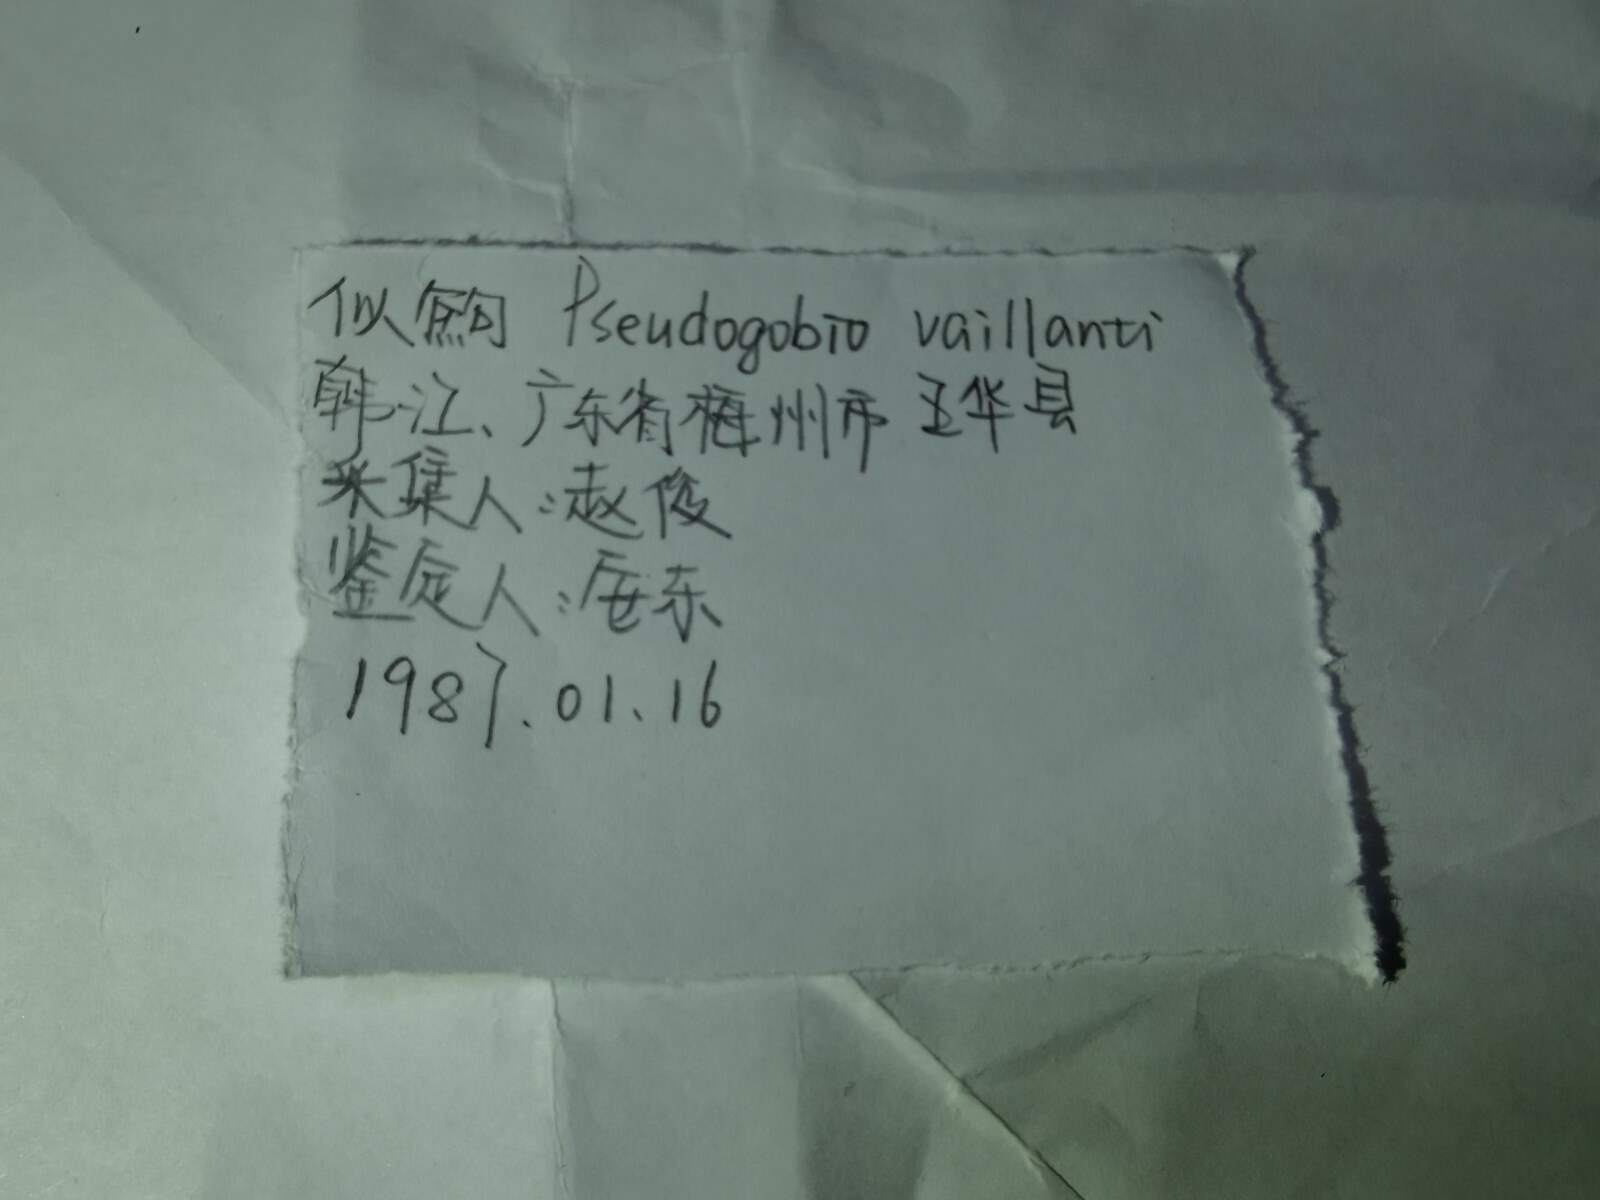 似鮈 Pseudogobio vaillanti
韩江、广东省梅州市五华县
采集人:赵俊
鉴定人: 东
1987.01.16